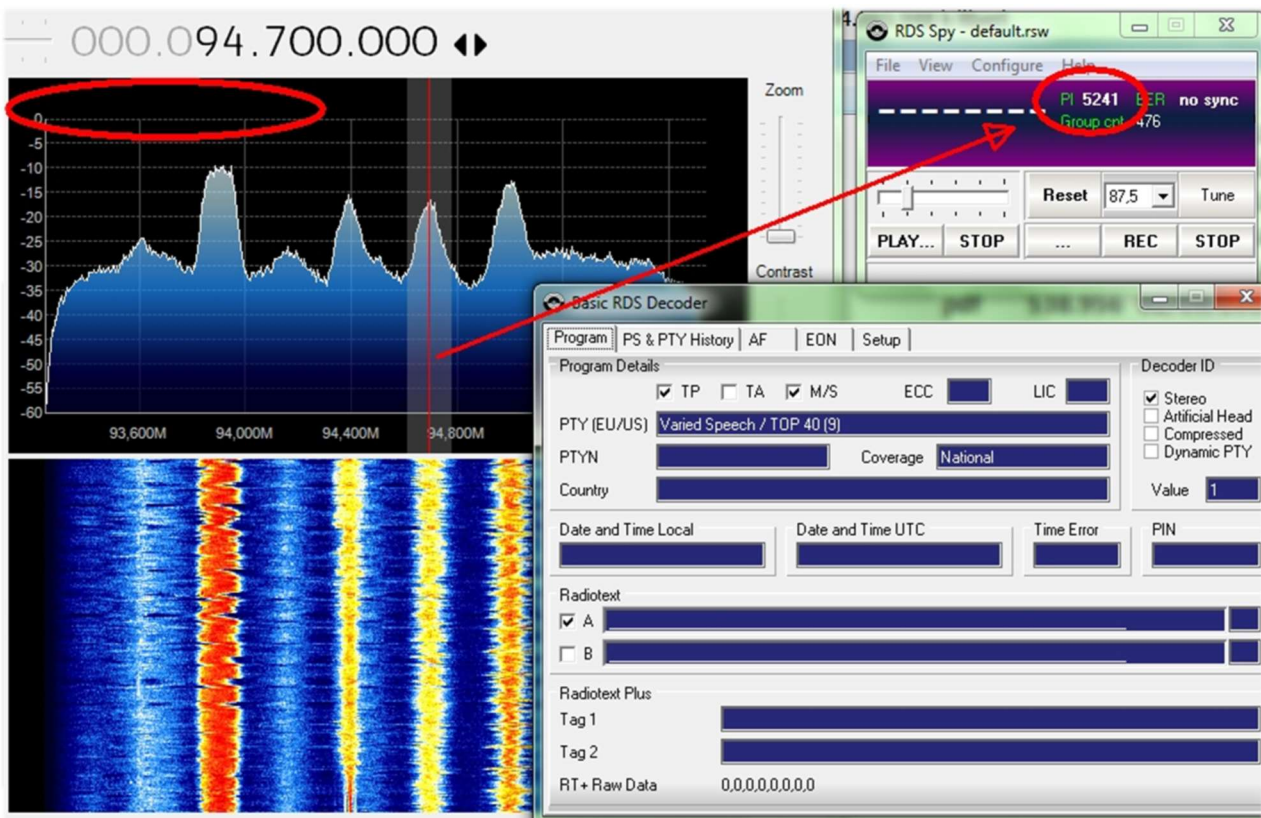 000.094.700.000
0
-5
-10
-15
-20
-25
-30
-35
-40
-45
-50
-55
-60
93,600M 94,000M 94,400M 94,800M
Zoom
Contrast
RDS Spy - default.rsw
File View Configure Help
PI 5241 BER no sync
Group cnt 476
Reset 87,5 Tune
PLAY... STOP ... REC STOP
Basic RDS Decoder
Program PS & PTY History AF EON Setup
Program Details Decoder ID
TP TA M/S ECC LIC
Stereo
Artificial Head
Compressed
Dynamic PTY
PTY (EU/US) Varied Speech / TOP 40 (9)
PTYN Coverage National
Country Value 1
Date and Time Local Date and Time UTC Time Error PIN
Radiotext
A
B
Radiotext Plus
Tag 1
Tag 2
RT+ Raw Data 0,0,0,0,0,0,0,0